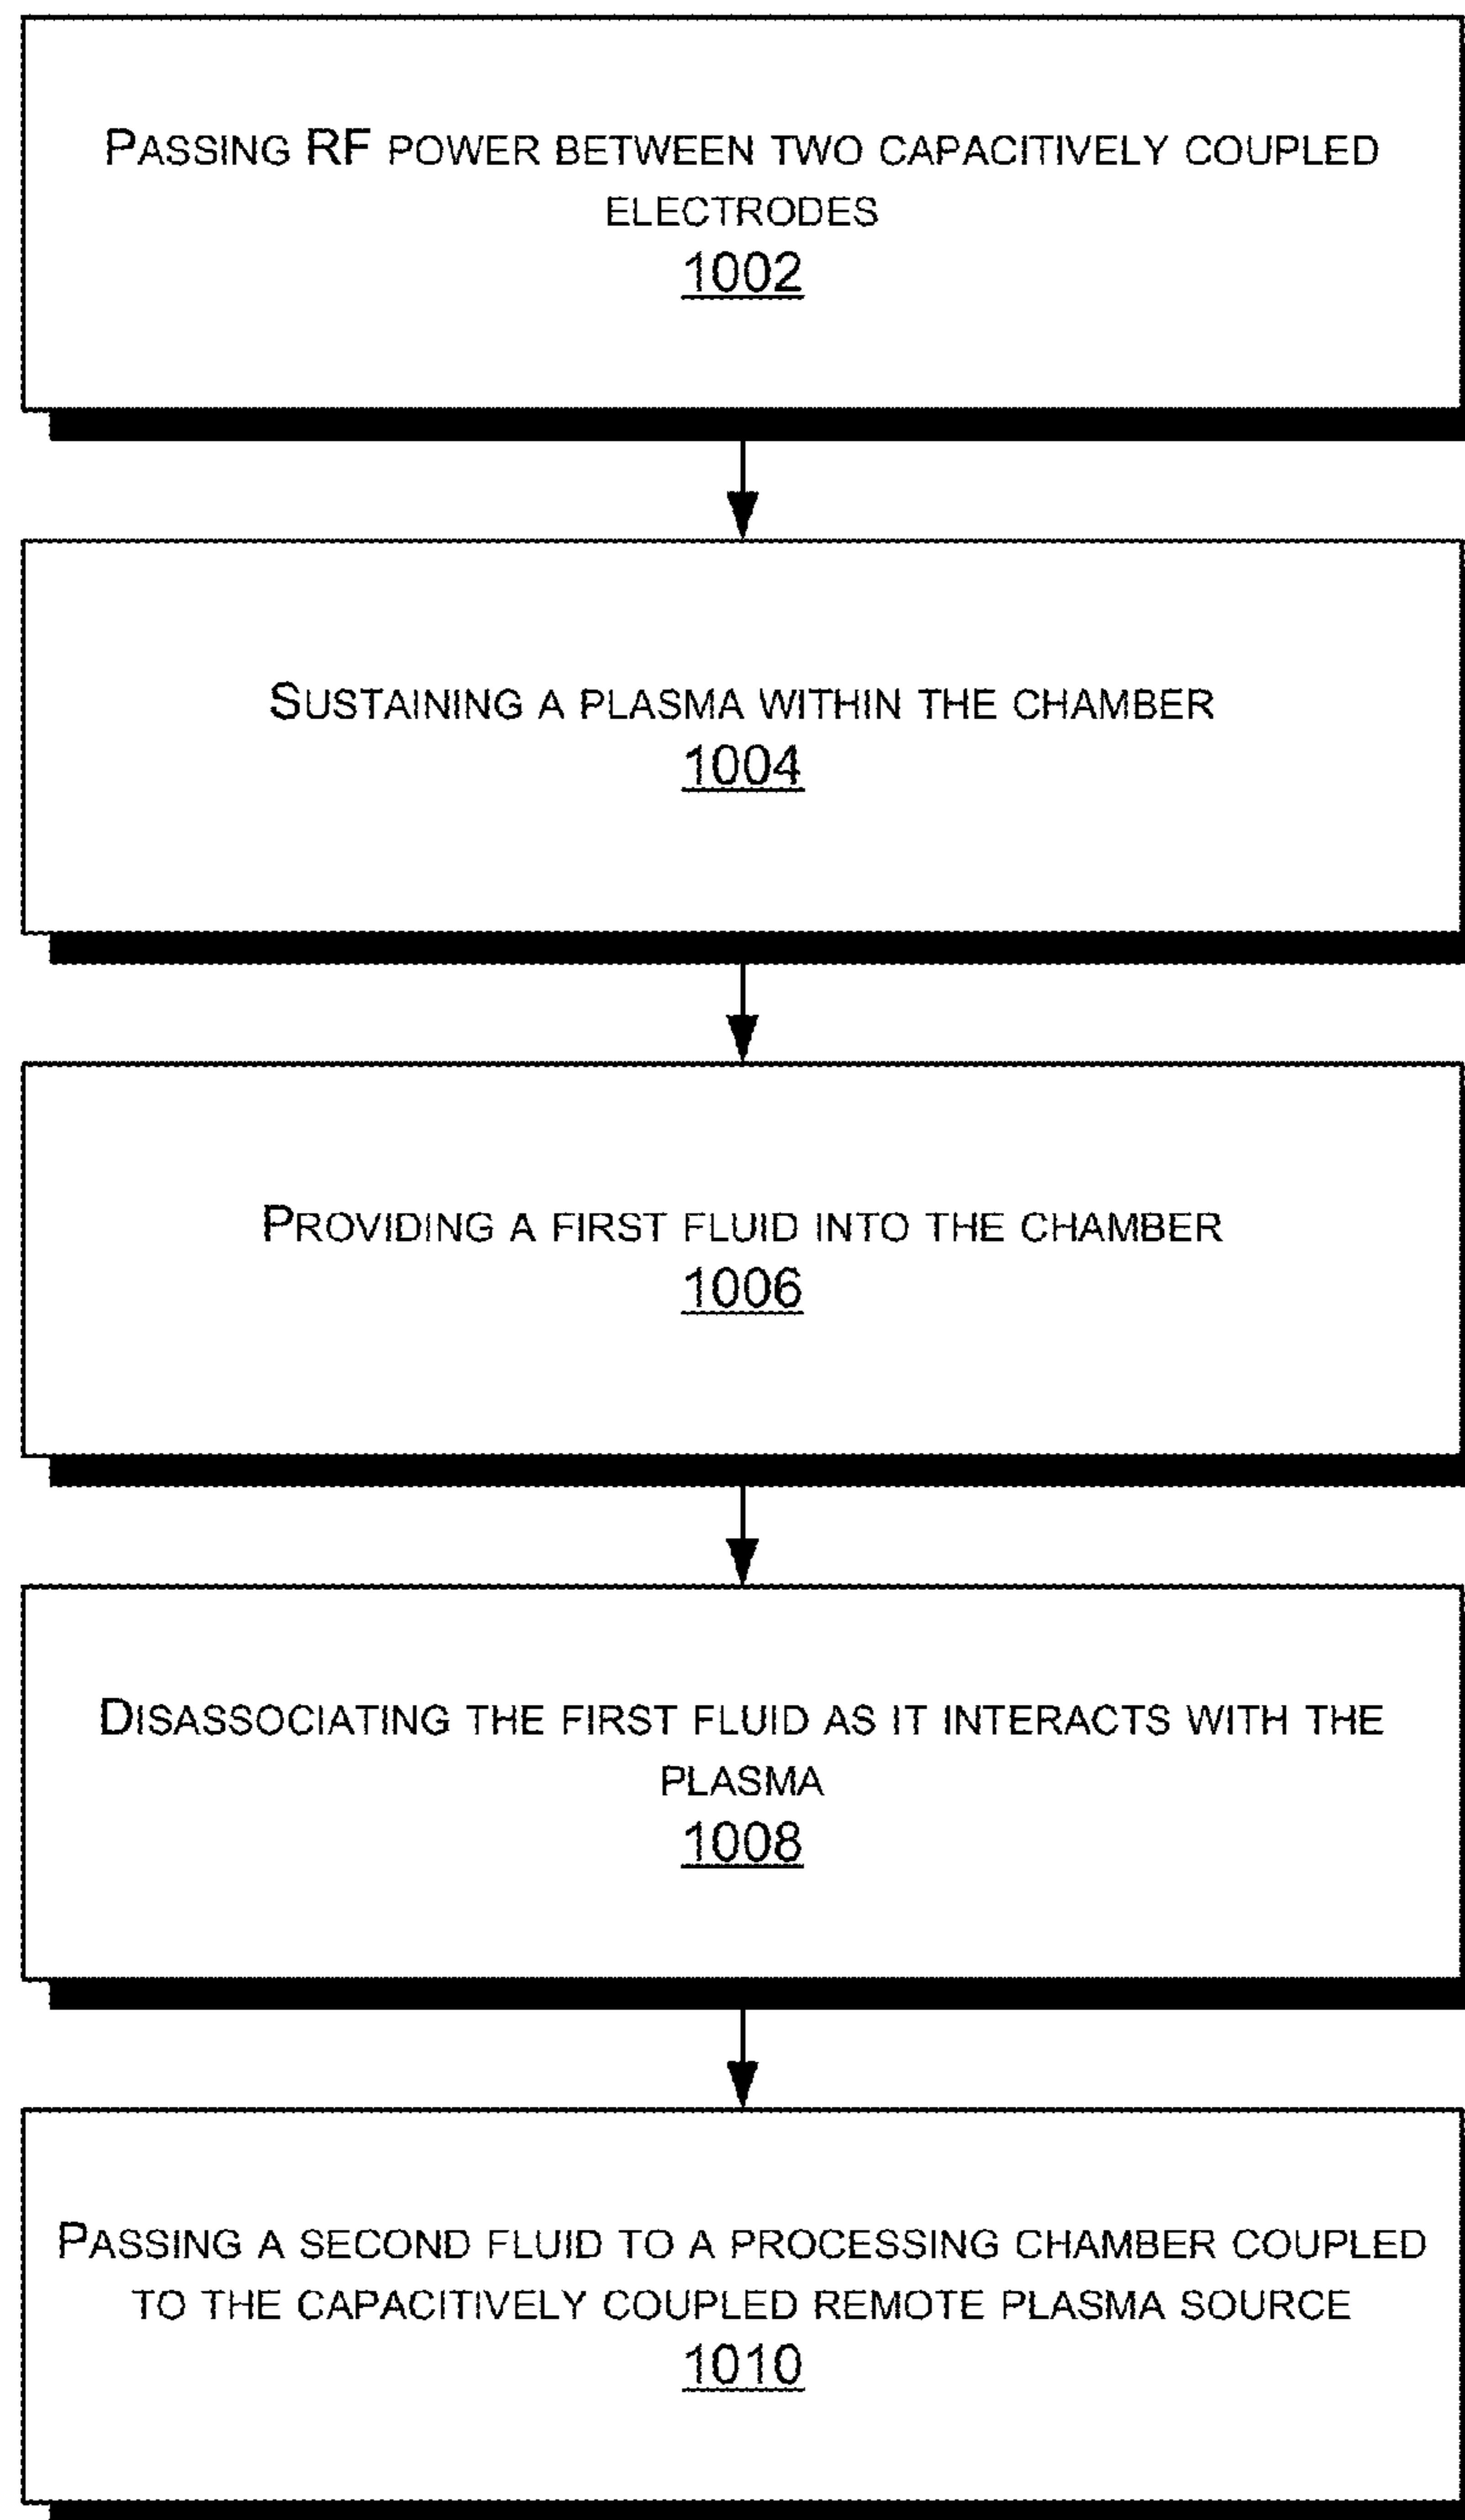 PASSING RF POWER BETWEEN TWO CAPACITIVELY COUPLED
ELECTRODES
1002
SUSTAINING A PLASMA WITHIN THE CHAMBER
1004
PROVIDING A FIRST FLUID INTO THE CHAMBER
1006
DISASSOCIATING THE FIRST FLUID AS IT INTERACTS WITH THE
PLASMA
1008
PASSING A SECOND FLUID TO A PROCESSING CHAMBER COUPLED
TO THE CAPACITIVELY COUPLED REMOTE PLASMA SOURCE
1010